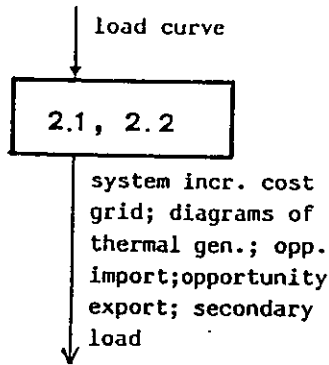 load curve
2.1, 2.2
system incr. cost
grid; diagrams of
thermal gen.; opp.
import;opportunity
export; secondary
load